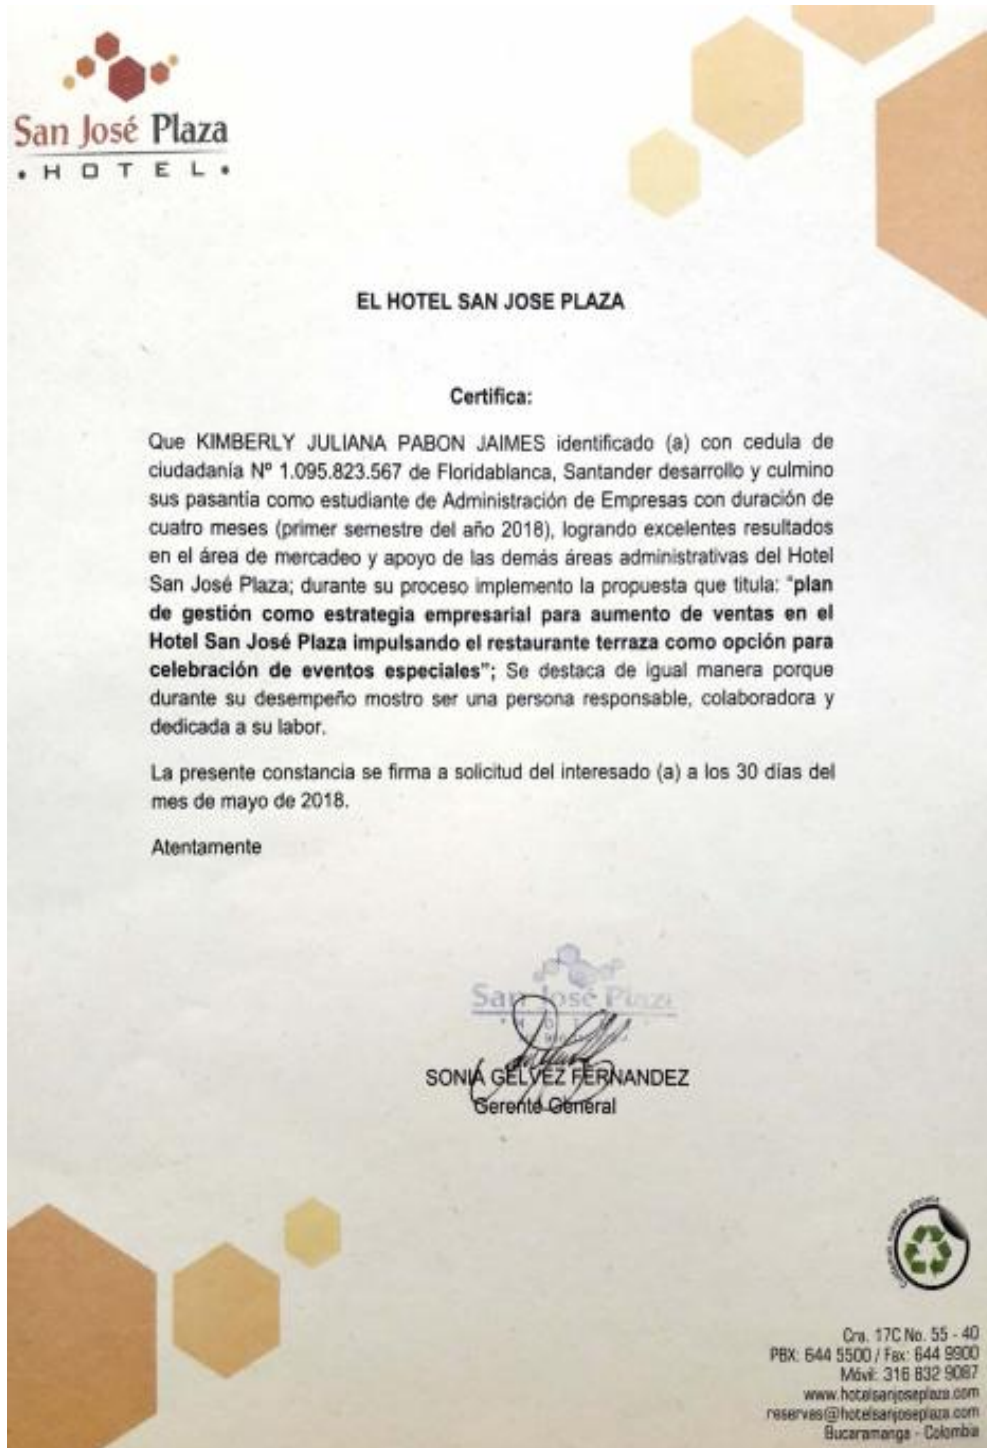 San José Plaza
• HOTEL •
EL HOTEL SAN JOSE PLAZA
Certifica:
Que KIMBERLY JULIANA PABON JAIMES identificado (a) con cedula de
ciudadanía Nº 1.095.823.567 de Floridablanca, Santander desarrollo y culmino
sus pasantía como estudiante de Administración de Empresas con duración de
cuatro meses (primer semestre del año 2018), logrando excelentes resultados
en el área de mercadeo y apoyo de las demás áreas administrativas del Hotel
San José Plaza; durante su proceso implemento la propuesta que titula: “plan
de gestión como estrategia empresarial para aumento de ventas en el
Hotel San José Plaza impulsando el restaurante terraza como opción para
celebración de eventos especiales”; Se destaca de igual manera porque
durante su desempeño mostro ser una persona responsable, colaboradora y
dedicada a su labor.
La presente constancia se firma a solicitud del interesado (a) a los 30 días del
mes de mayo de 2018.
Atentamente
San José Plaza
SONIA GELVEZ FERNANDEZ
Gerente General
Cra. 17C No. 55 - 40
PBX: 644 5500 / Fax: 644 9900
Móvil: 316 832 9087
www.hotelsanjoseplaza.com
reservas@hotelsanjoseplaza.com
Bucaramanga - Colombia